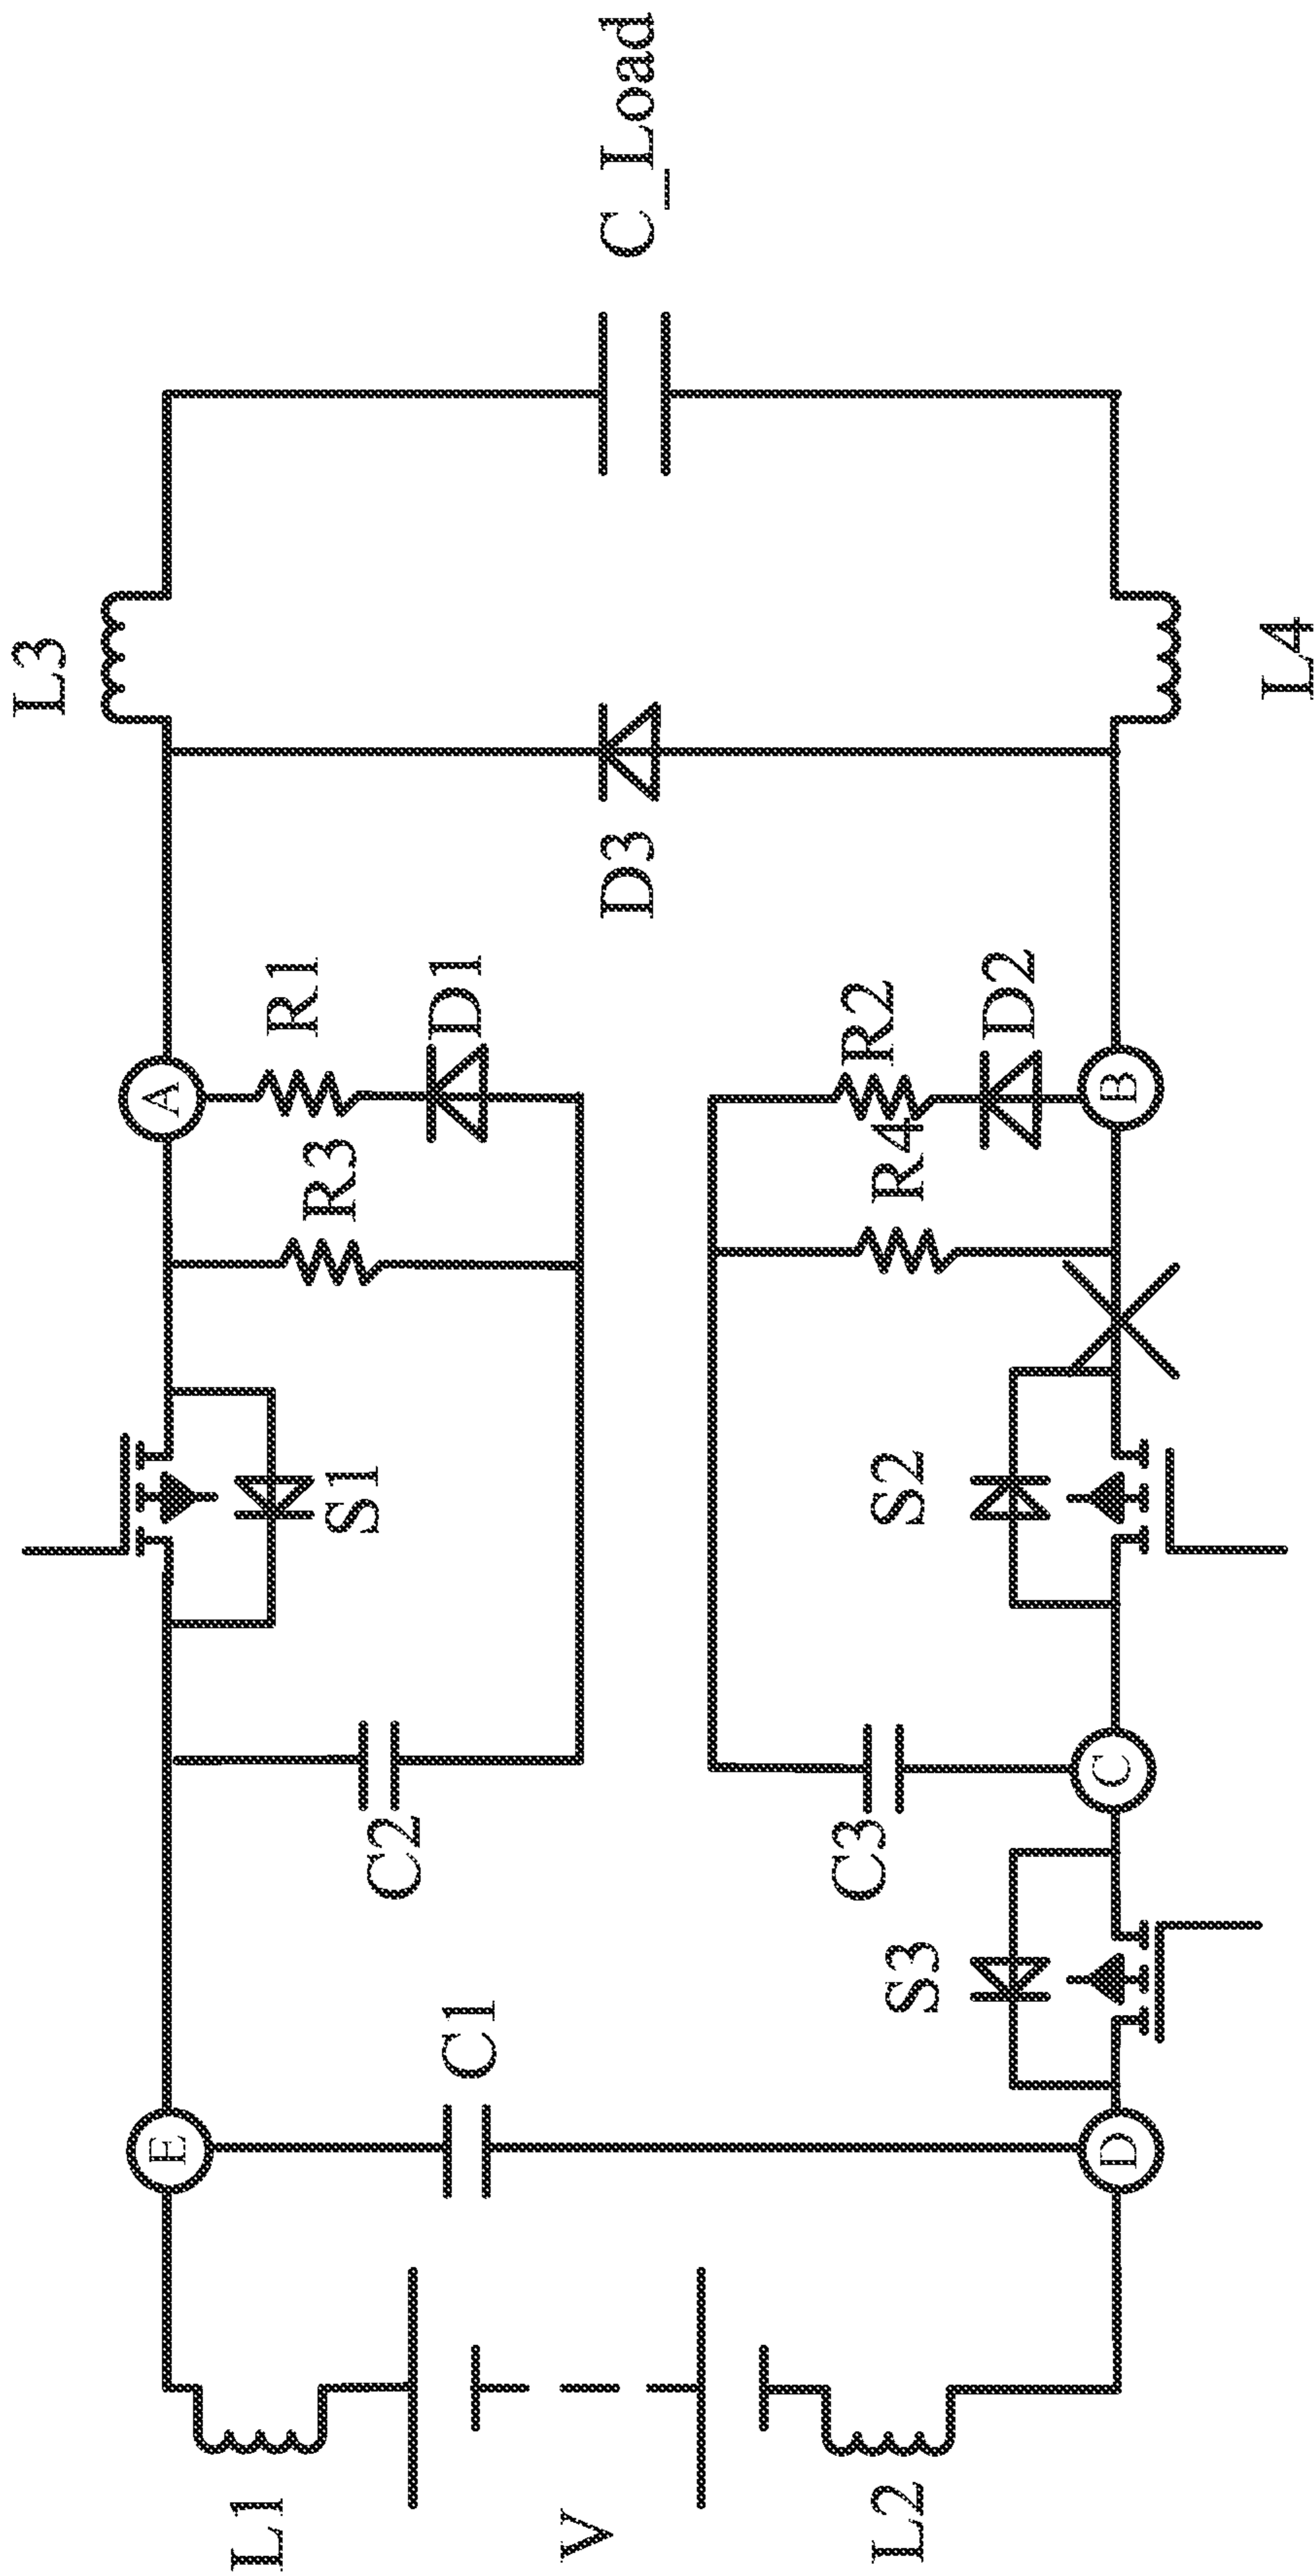 L1
V
L2
E
C1
D
S3
C2
C3
C
S1
S2
R3
R4
A
R1
D1
R2
D2
B
D3
L3
L4
C_Load